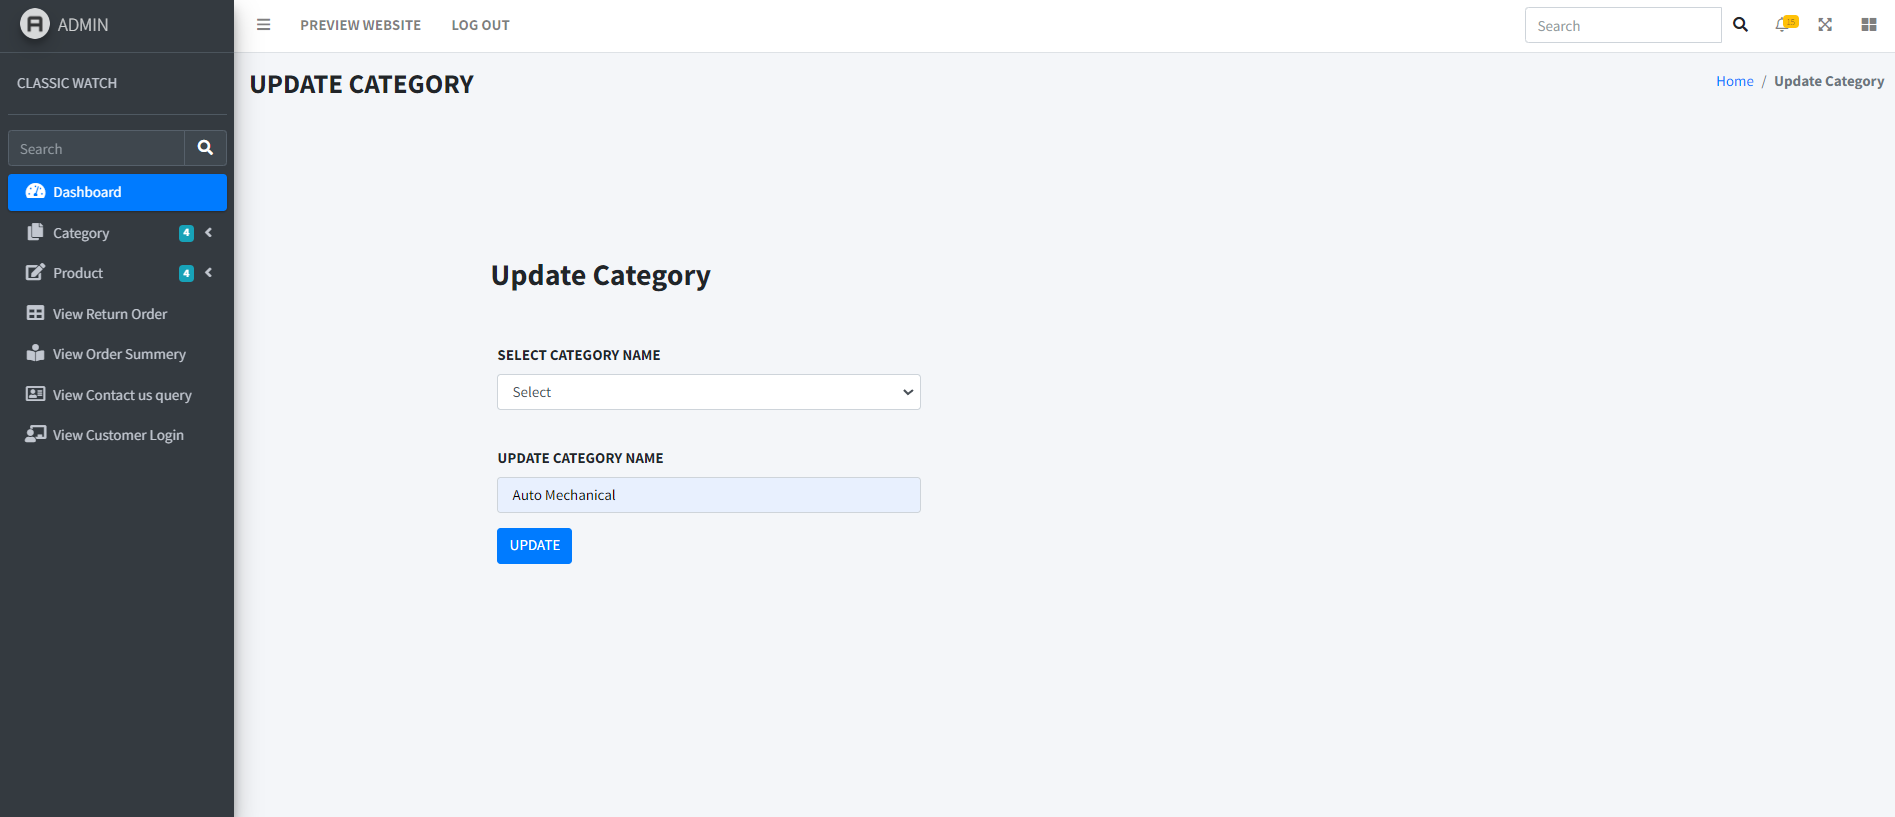 ADMIN
PREVIEW WEBSITE
LOG OUT
Search
15
CLASSIC WATCH
Search
Dashboard
Category 4
Product 4
View Return Order
View Order Summery
View Contact us query
View Customer Login
UPDATE CATEGORY
Home / Update Category
Update Category
SELECT CATEGORY NAME
Select
UPDATE CATEGORY NAME
Auto Mechanical
UPDATE